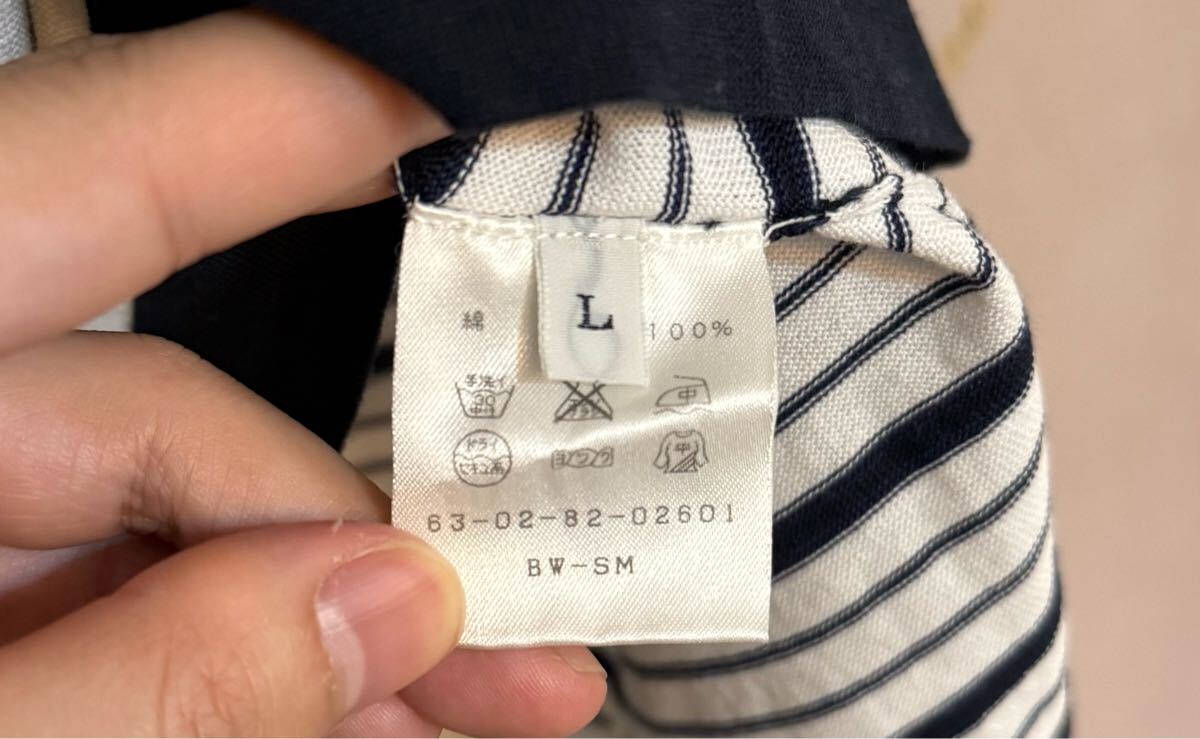 L
綿 100%
手洗イ
30
中
中
ドライ
セキユ系
ヨワク
中
63-02-82-02601
BW-SM